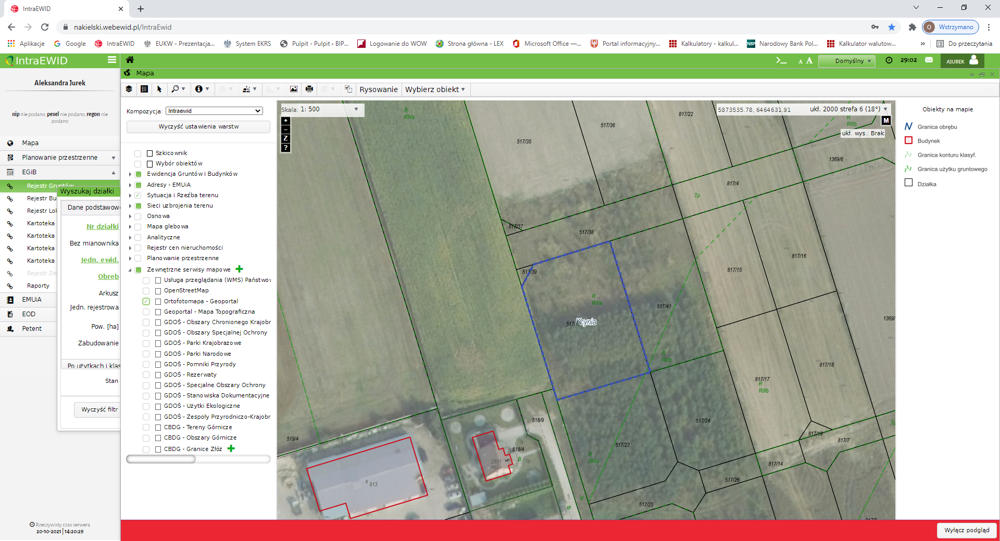 IntraEWID
nakielski.webewid.pl/IntraEwid
Wstrzymano
Aplikacje
Google
IntraEWID
EUKW - Prezentacja...
System EKRS
Pulpit - Pulpit ‹ BIP...
Logowanie do WOW
Strona główna - LEX
Microsoft Office —...
Portal informacyjny...
Kalkulatory - kalkul...
Narodowy Bank Pol...
Kalkulator walutow...
»
Do przeczytania
IntraEWID
A A
Domyślny
29:02
AJUREK
Mapa
Aleksandra Jurek
nip nie podano, pesel nie podano, regon nie
podano
Mapa
Planowanie przestrzenne
EGiB
Rejestr Gruntów
Rejestr Bu
Rejestr Lok
Kartoteka
Kartoteka
Kartoteka
Kartoteka
Rejestr Zm
Raporty
EMUiA
EOD
Petent
Rzeczywisty czas serwera
20-10-2021 | 14:20:29
Wyszukaj działki
Dane podstawowe
Nr działki
Bez mianownika
Jedn. ewid.
Obręb
Arkusz
Jedn. rejestrowa
Pow. [ha]
Zabudowanie
Po użytkach i klas
Stan
Wyczyść filtr
Rysowanie
Wybierz obiekt
Kompozycja: Intraewid
Wyczyść ustawienia warstw
Szkicownik
Wybór obiektów
Ewidencja Gruntów i Budynków
Adresy - EMUiA
Sytuacja i Rzeźba terenu
Sieci uzbrojenia terenu
Osnowa
Mapa glebowa
Analityczne
Rejestr cen nieruchomości
Planowanie przestrzenne
Zewnętrzne serwisy mapowe
Usługa przeglądania (WMS) Państwow
OpenStreetMap
Ortofotomapa - Geoportal
Geoportal - Mapa Topograficzna
GDOŚ - Obszary Chronionego Krajobr
GDOŚ - Obszary Specjalnej Ochrony
GDOŚ - Parki Krajobrazowe
GDOŚ - Parki Narodowe
GDOŚ - Pomniki Przyrody
GDOŚ - Rezerwaty
GDOŚ - Specjalne Obszary Ochrony
GDOŚ - Stanowiska Dokumentacyjne
GDOŚ - Użytki Ekologiczne
GDOŚ - Zespoły Przyrodniczo-Krajobr
CBDG - Tereny Górnicze
CBDG - Obszary Górnicze
CBDG - Granice Złóż
Skala: 1: 500
+
-
Z
?
5873535.78, 6464631.91
ukł. 2000 strefa 6 (18°)
M
ukł. wys.: Brak
R
RIVa
517/36
817/22
R
RIIIb
517/35
1369/6
817/4
Tp
517/37
517/38
817/16
817/15
517/39
R
RIVa
517/41
Kcynia
1369/
R
RIIIb
817/18
817/17
R
RIIIb
517/24
518/9
519/4
817/19
817/7
Tp
517/23
518/4
B
5
2551
mj2
R
RIVa
817/14
517/26
s 813
dr
dr
517/25
Obiekty na mapie
Granica obrębu
Budynek
Granica konturu klasyf.
Granica użytku gruntowego
Działka
Wyłącz podgląd